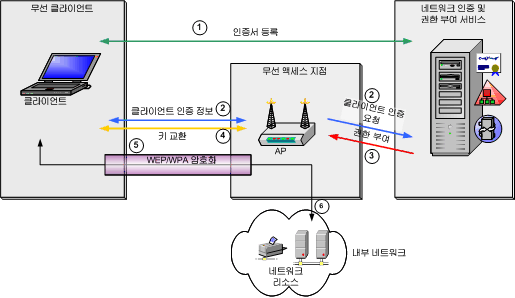 무선 클라이언트
네트워크 인증 및
권한 부여 서비스
1
인증서 등록
무선 액세스 지점
클라이언트
클라이언트 인증 정보
2
2
클라이언트 인증
요청
키 교환
4
권한 부여
3
AP
5
WEP/WPA 암호화
6
네트워크
리소스
내부 네트워크